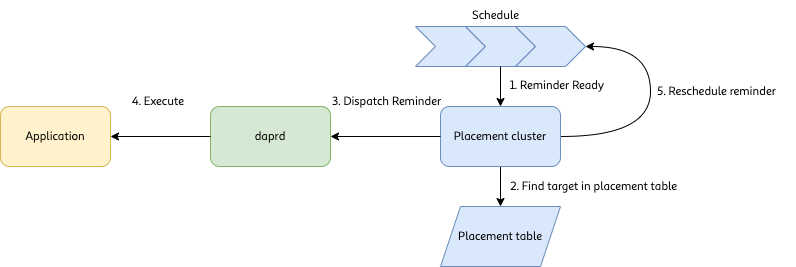 Schedule
1. Reminder Ready
5. Reschedule reminder
4. Execute
3. Dispatch Reminder
Application
daprd
Placement cluster
2. Find target in placement table
Placement table